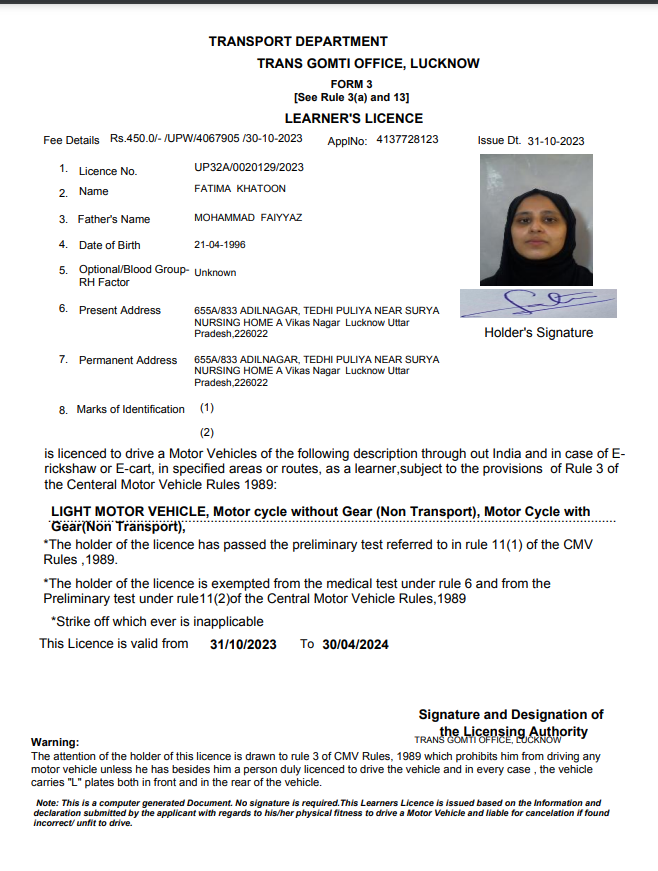 TRANSPORT DEPARTMENT
TRANS GOMTI OFFICE, LUCKNOW
FORM 3
[See Rule 3(a) and 13]
LEARNER'S LICENCE
Fee Details Rs.450.0/- /UPW/4067905 /30-10-2023 ApplNo: 4137728123 Issue Dt. 31-10-2023
1. Licence No. UP32A/0020129/2023
2. Name FATIMA KHATOON
3. Father's Name MOHAMMAD FAIYYAZ
4. Date of Birth 21-04-1996
5. Optional/Blood Group- Unknown
RH Factor
6. Present Address 655A/833 ADILNAGAR, TEDHI PULIYA NEAR SURYA
NURSING HOME A Vikas Nagar Lucknow Uttar
Pradesh,226022
Holder's Signature
7. Permanent Address 655A/833 ADILNAGAR, TEDHI PULIYA NEAR SURYA
NURSING HOME A Vikas Nagar Lucknow Uttar
Pradesh,226022
8. Marks of Identification (1)
(2)
is licenced to drive a Motor Vehicles of the following description through out India and in case of E-
rickshaw or E-cart, in specified areas or routes, as a learner,subject to the provisions of Rule 3 of
the Centeral Motor Vehicle Rules 1989:
LIGHT MOTOR VEHICLE, Motor cycle without Gear (Non Transport), Motor Cycle with
Gear(Non Transport),
*The holder of the licence has passed the preliminary test referred to in rule 11(1) of the CMV
Rules ,1989.
*The holder of the licence is exempted from the medical test under rule 6 and from the
Preliminary test under rule11(2)of the Central Motor Vehicle Rules,1989
*Strike off which ever is inapplicable
This Licence is valid from 31/10/2023 To 30/04/2024
Signature and Designation of
the Licensing Authority
TRANS GOMTI OFFICE, LUCKNOW
Warning:
The attention of the holder of this licence is drawn to rule 3 of CMV Rules, 1989 which prohibits him from driving any
motor vehicle unless he has besides him a person duly licenced to drive the vehicle and in every case , the vehicle
carries "L" plates both in front and in the rear of the vehicle.
Note: This is a computer generated Document. No signature is required.This Learners Licence is issued based on the Information and
declaration submitted by the applicant with regards to his/her physical fitness to drive a Motor Vehicle and liable for cancelation if found
incorrect/ unfit to drive.